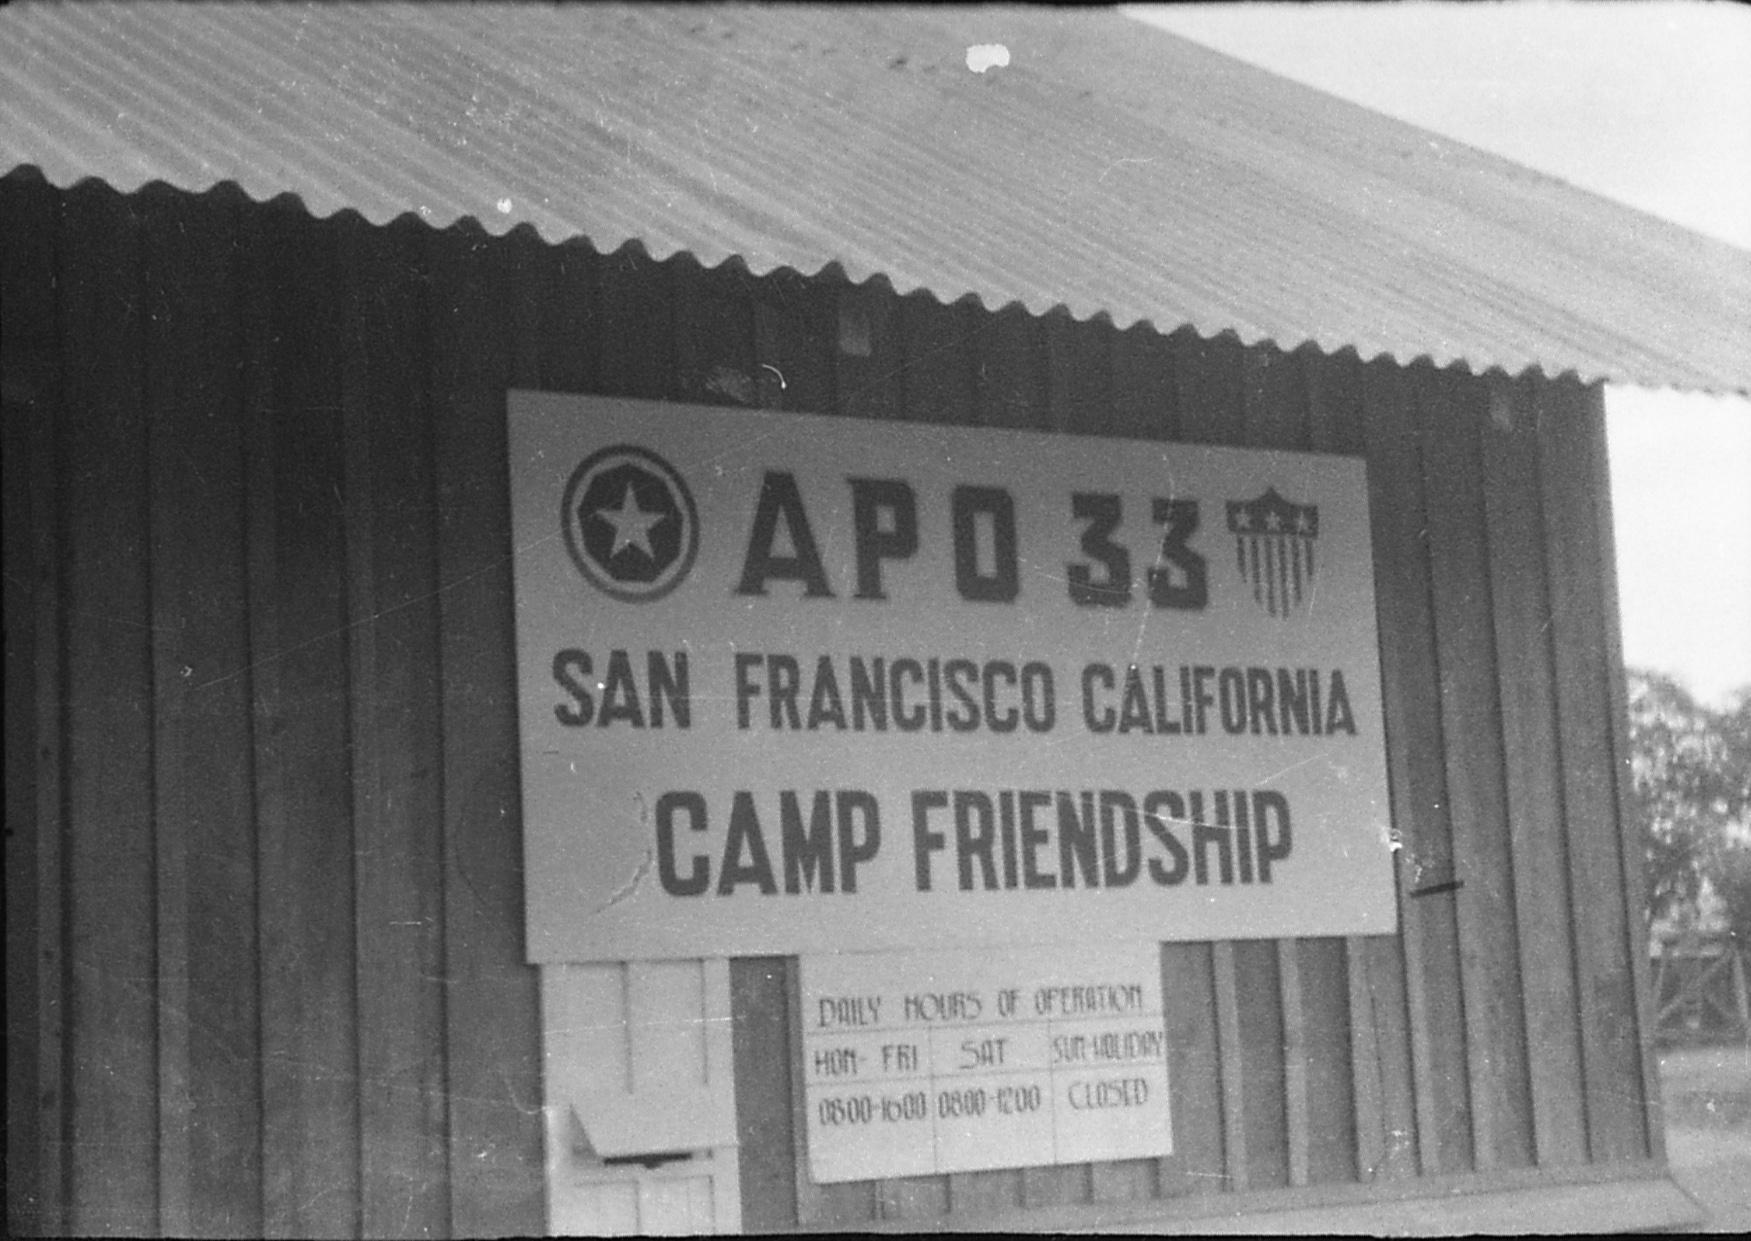 APO 33
SAN FRANCISCO CALIFORNIA
CAMP FRIENDSHIP
DAILY HOURS OF OPERATION
MON- FRI SAT SUN-HOLIDAY
0800-1600 0800-1200 CLOSED